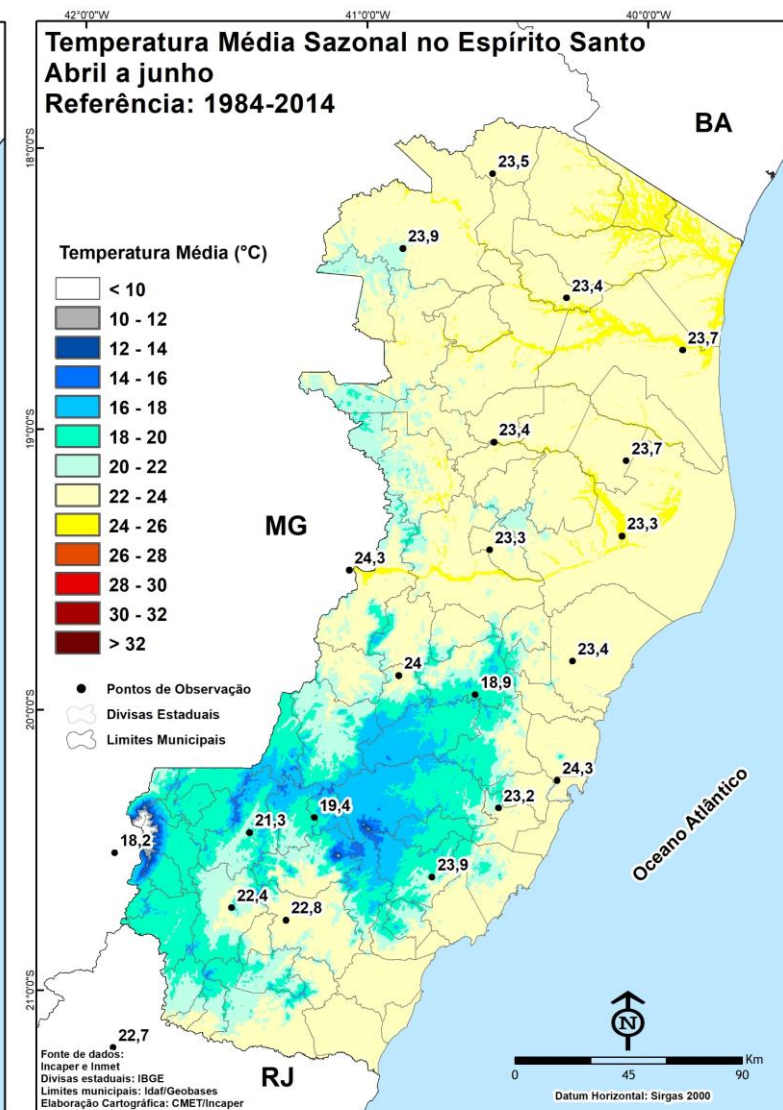 42°0'0"O
41°0'0"O
40°0'0"O
Temperatura Média Sazonal no Espírito Santo
Abril a junho
Referência: 1984-2014
BA
18°0'0"S
23,5
23,9
Temperatura Média (°C)
< 10
10 - 12
12 - 14
14 - 16
16 - 18
18 - 20
20 - 22
22 - 24
24 - 26
26 - 28
28 - 30
30 - 32
> 32
Pontos de Observação
Divisas Estaduais
Limites Municipais
23,4
23,7
19°0'0"S
23,4
23,7
MG
23,3
23,3
24,3
23,4
24
18,9
20°0'0"S
24,3
23,2
19,4
21,3
18,2
23,9
22,4
22,8
Oceano Atlântico
21°0'0"S
22,7
RJ
Fonte de dados:
Incaper e Inmet
Divisas estaduais: IBGE
Limites municipais: Idaf/Geobases
Elaboração Cartográfica: CMET/Incaper
N
Km
0 45 90
Datum Horizontal: Sirgas 2000